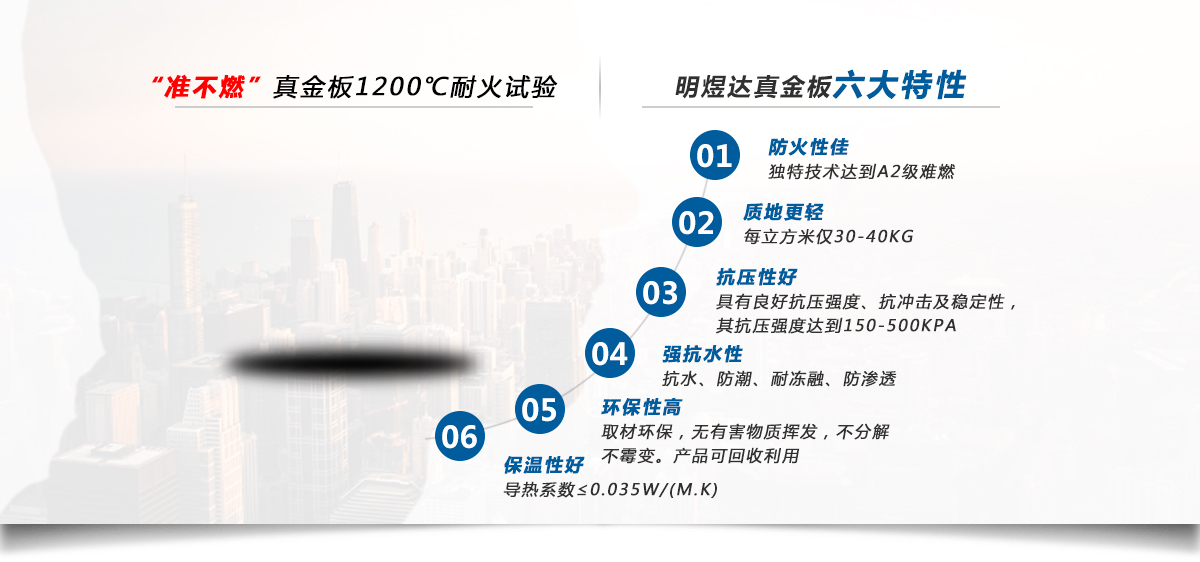 “准不燃”真金板1200℃耐火试验
明煜达真金板六大特性
01
防火性佳
独特技术达到A2级难燃
02
质地更轻
每立方米仅30-40KG
03
抗压性好
具有良好抗压强度、抗冲击及稳定性，
其抗压强度达到150-500KPA
04
强抗水性
抗水、防潮、耐冻融、防渗透
05
环保性高
取材环保，无有害物质挥发，不分解
不霉变。产品可回收利用
06
保温性好
导热系数≤0.035W/(M.K)